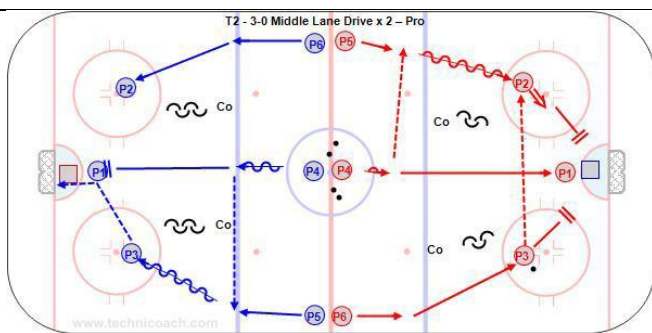 T2 - 3-0 Middle Lane Drive x 2 – Pro
P6 P5
P2 P2
Co Co
P1 P4 P4 P1
Co Co
P3 P3
P5 P6
www.technicoach.com